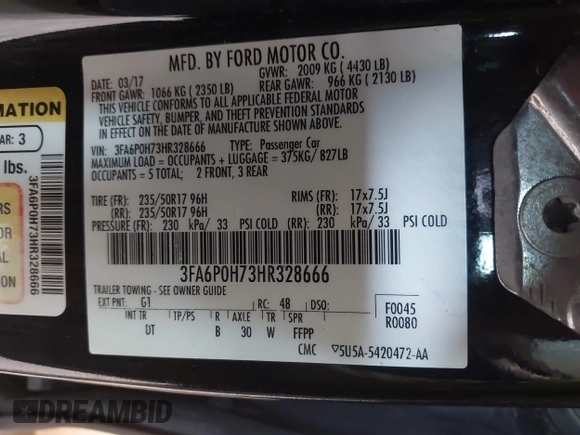 MFD. BY FORD MOTOR CO.
DATE: 03/17 GVWR: 2009 KG ( 4430 LB)
FRONT GAWR: 1066 KG ( 2350 LB) REAR GAWR: 966 KG ( 2130 LB)
THIS VEHICLE CONFORMS TO ALL APPLICABLE FEDERAL MOTOR
VEHICLE SAFETY, BUMPER, AND THEFT PREVENTION STANDARDS
IN EFFECT ON THE DATE OF MANUFACTURE SHOWN ABOVE.
VIN: 3FA6P0H73HR328666 TYPE: Passenger Car
MAXIMUM LOAD = OCCUPANTS + LUGGAGE = 375KG/ 827LB
OCCUPANTS = 5 TOTAL; 2 FRONT, 3 REAR
TIRE (FR): 235/50R17 96H RIMS (FR): 17x7.5J
(RR): 235/50R17 96H (RR): 17x7.5J
PRESSURE (FR): 230 kPa/ 33 PSI COLD (RR): 230 kPa/ 33 PSI COLD
3FA6P0H73HR328666
TRAILER TOWING - SEE OWNER GUIDE
EXT PNT: G1 RC: 48 DSO: F0045
R0080
INT TR TP/PS R AXLE TR SPR
DT B 30 W FFPP
CMC ▽5U5A-5420472-AA
MATION
AR: 3
lbs.
3FA6P0H73HR328666
RS
AL
ON
DREAMBID